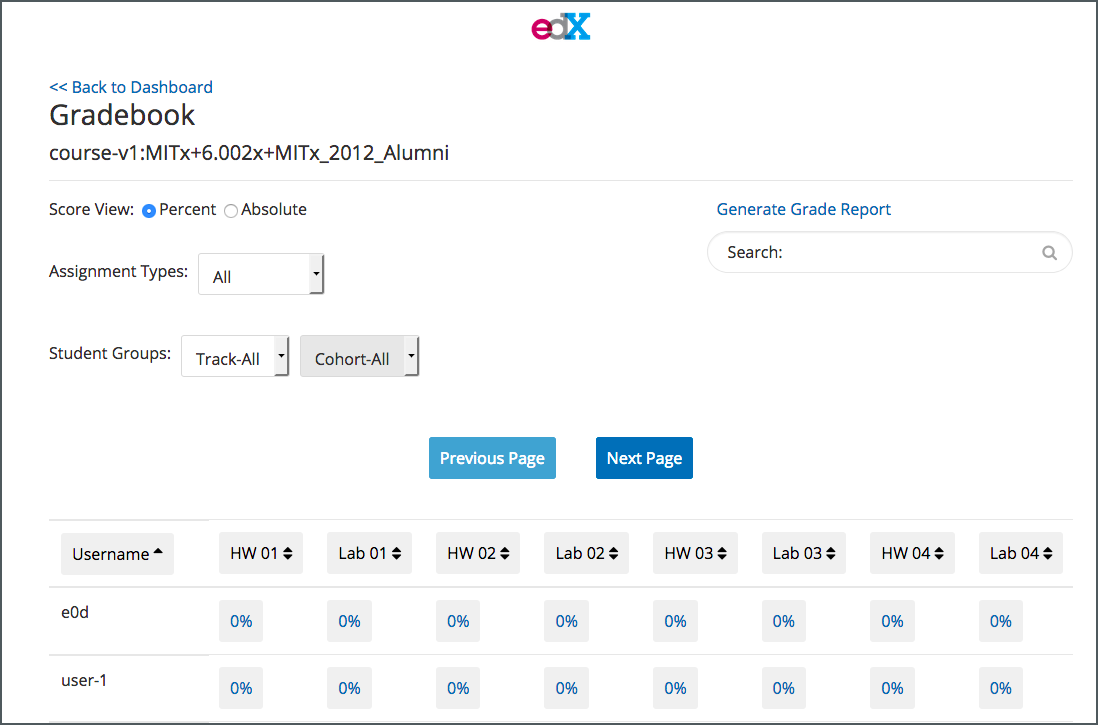 edX
<< Back to Dashboard
Gradebook
course-v1:MITx+6.002x+MITx_2012_Alumni
Score View: Percent Absolute
Generate Grade Report
Search:
Assignment Types: All
Student Groups: Track-All Cohort-All
Previous Page Next Page
Username HW 01 Lab 01 HW 02 Lab 02 HW 03 Lab 03 HW 04 Lab 04
e0d 0% 0% 0% 0% 0% 0% 0% 0%
user-1 0% 0% 0% 0% 0% 0% 0% 0%